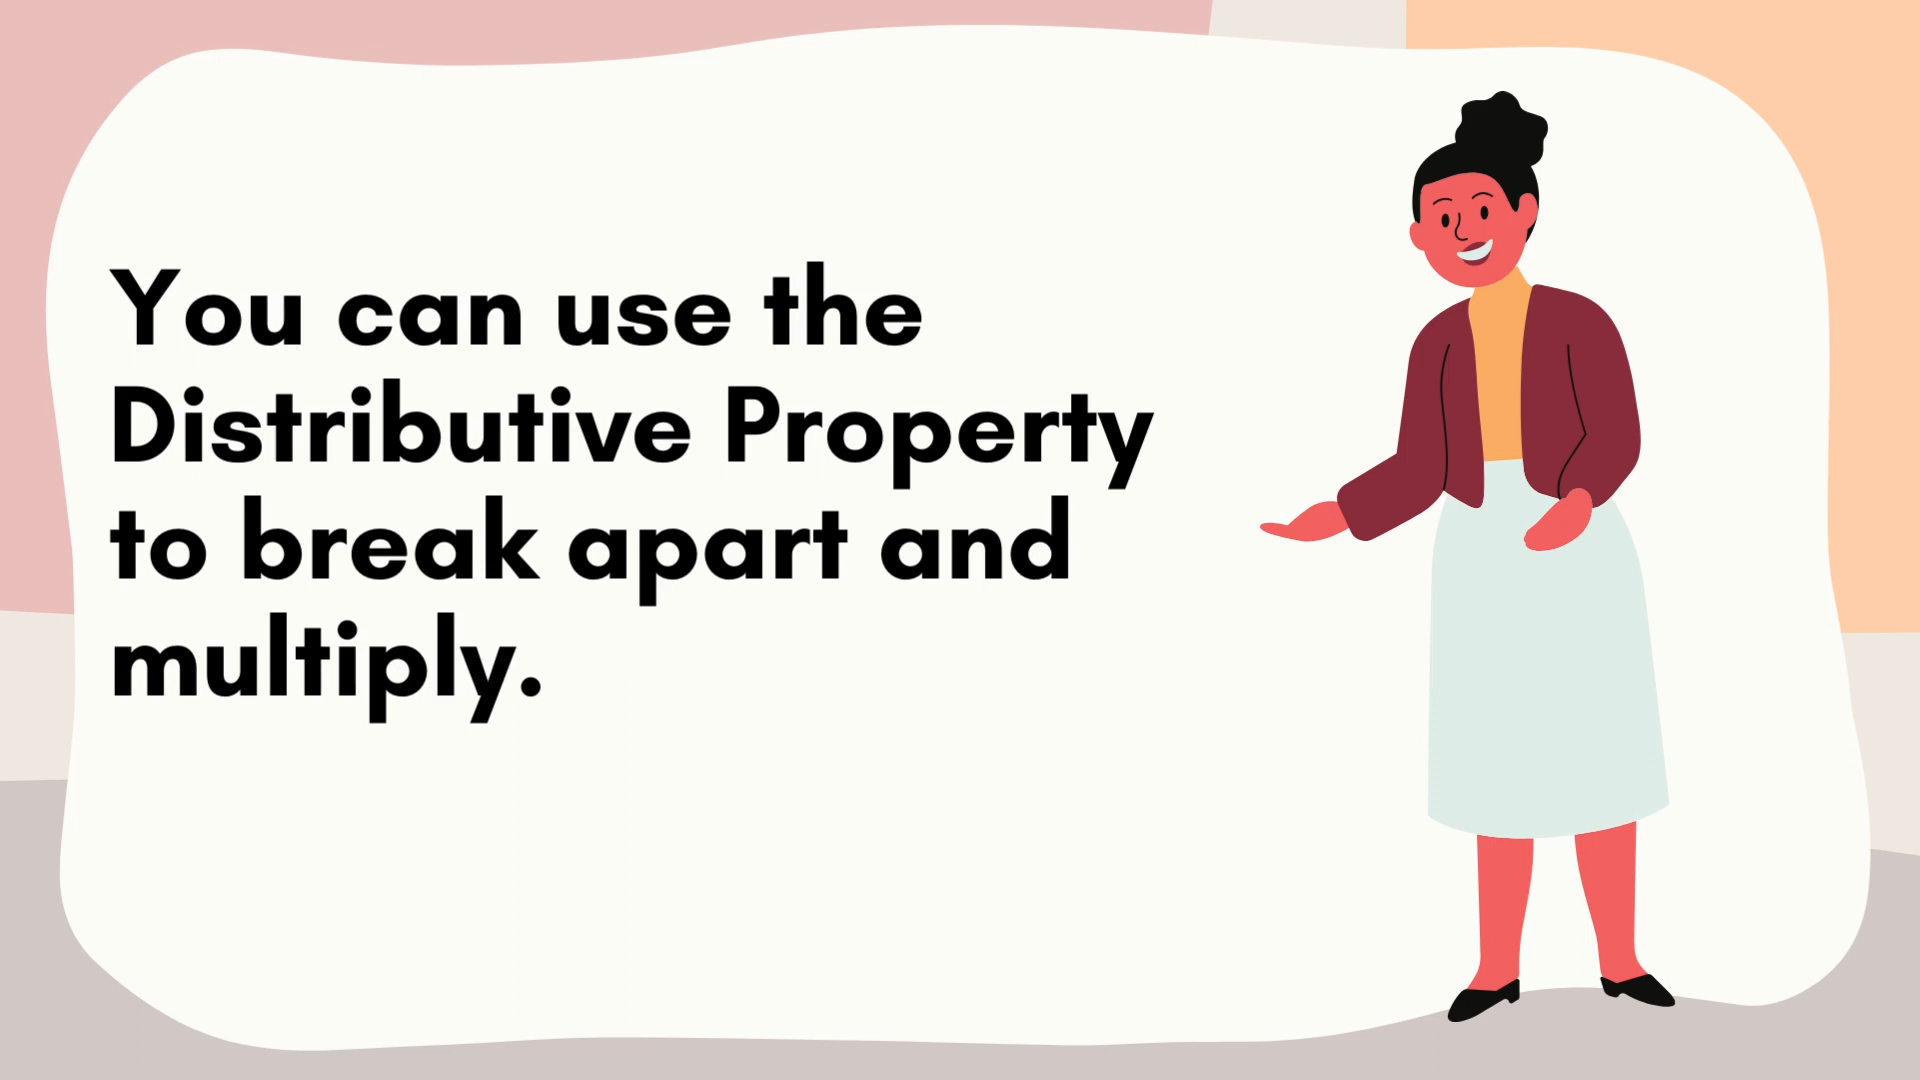 You can use the
Distributive Property
to break apart and
multiply.